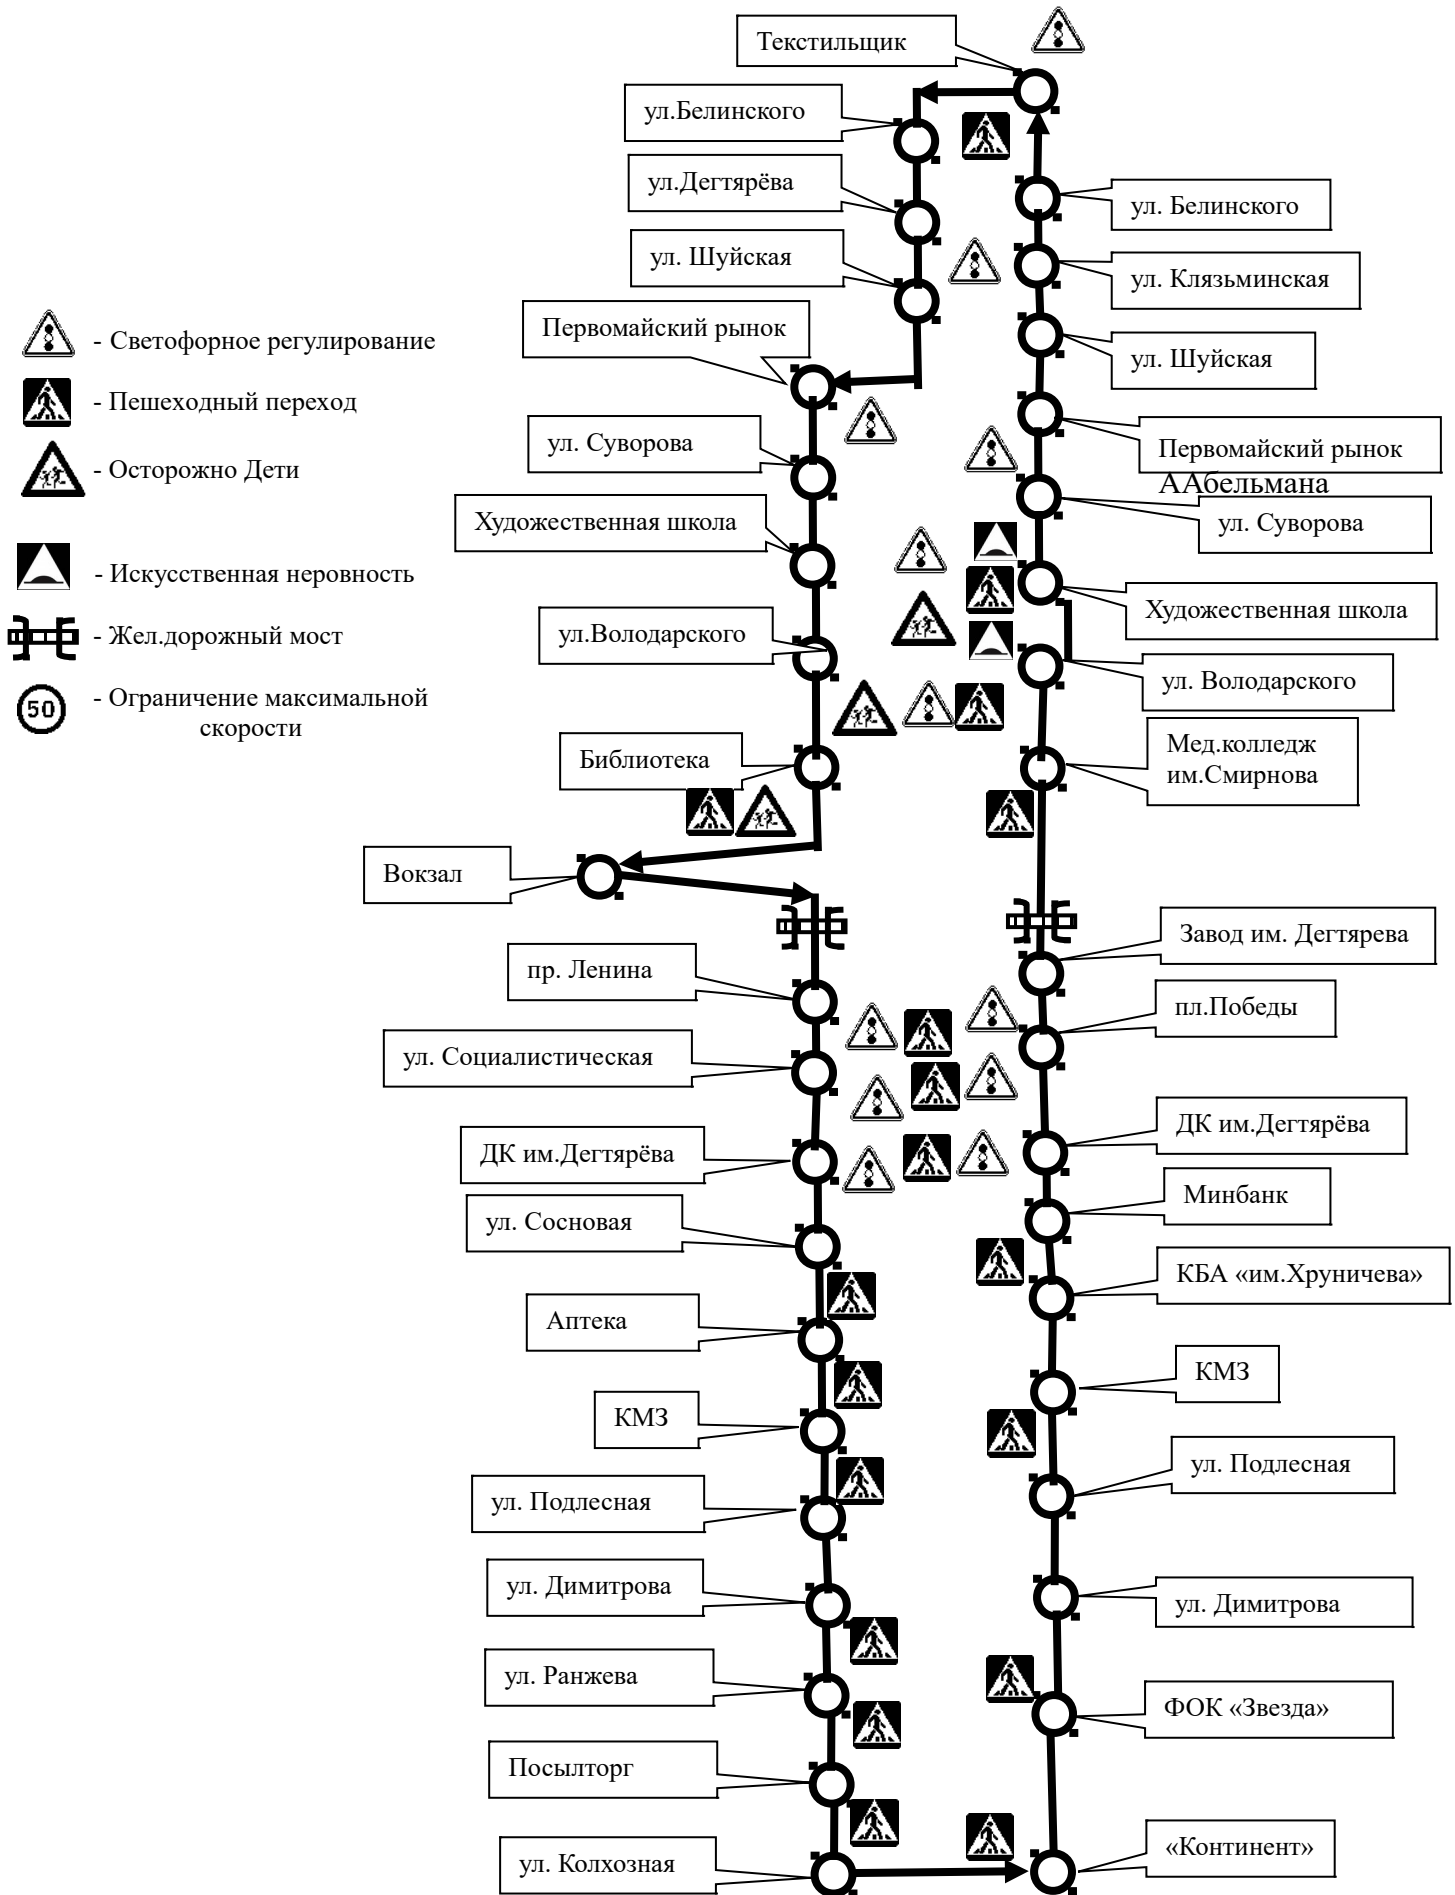 Текстильщик
ул.Белинского
ул.Дегтярёва
ул. Шуйская
Первомайский рынок
ул. Суворова
Художественная школа
ул.Володарского
Библиотека
Вокзал
пр. Ленина
ул. Социалистическая
ДК им.Дегтярёва
ул. Сосновая
Аптека
КМЗ
ул. Подлесная
ул. Димитрова
ул. Ранжева
Посылторг
ул. Колхозная
ул. Белинского
ул. Клязьминская
ул. Шуйская
Первомайский рынок
ААбельмана
ул. Суворова
Художественная школа
ул. Володарского
Мед.колледж
им.Смирнова
Завод им. Дегтярева
пл.Победы
ДК им.Дегтярёва
Минбанк
КБА «им.Хруничева»
КМЗ
ул. Подлесная
ул. Димитрова
ФОК «Звезда»
«Континент»
- Светофорное регулирование
- Пешеходный переход
- Осторожно Дети
- Искусственная неровность
- Жел.дорожный мост
50
- Ограничение максимальной
скорости